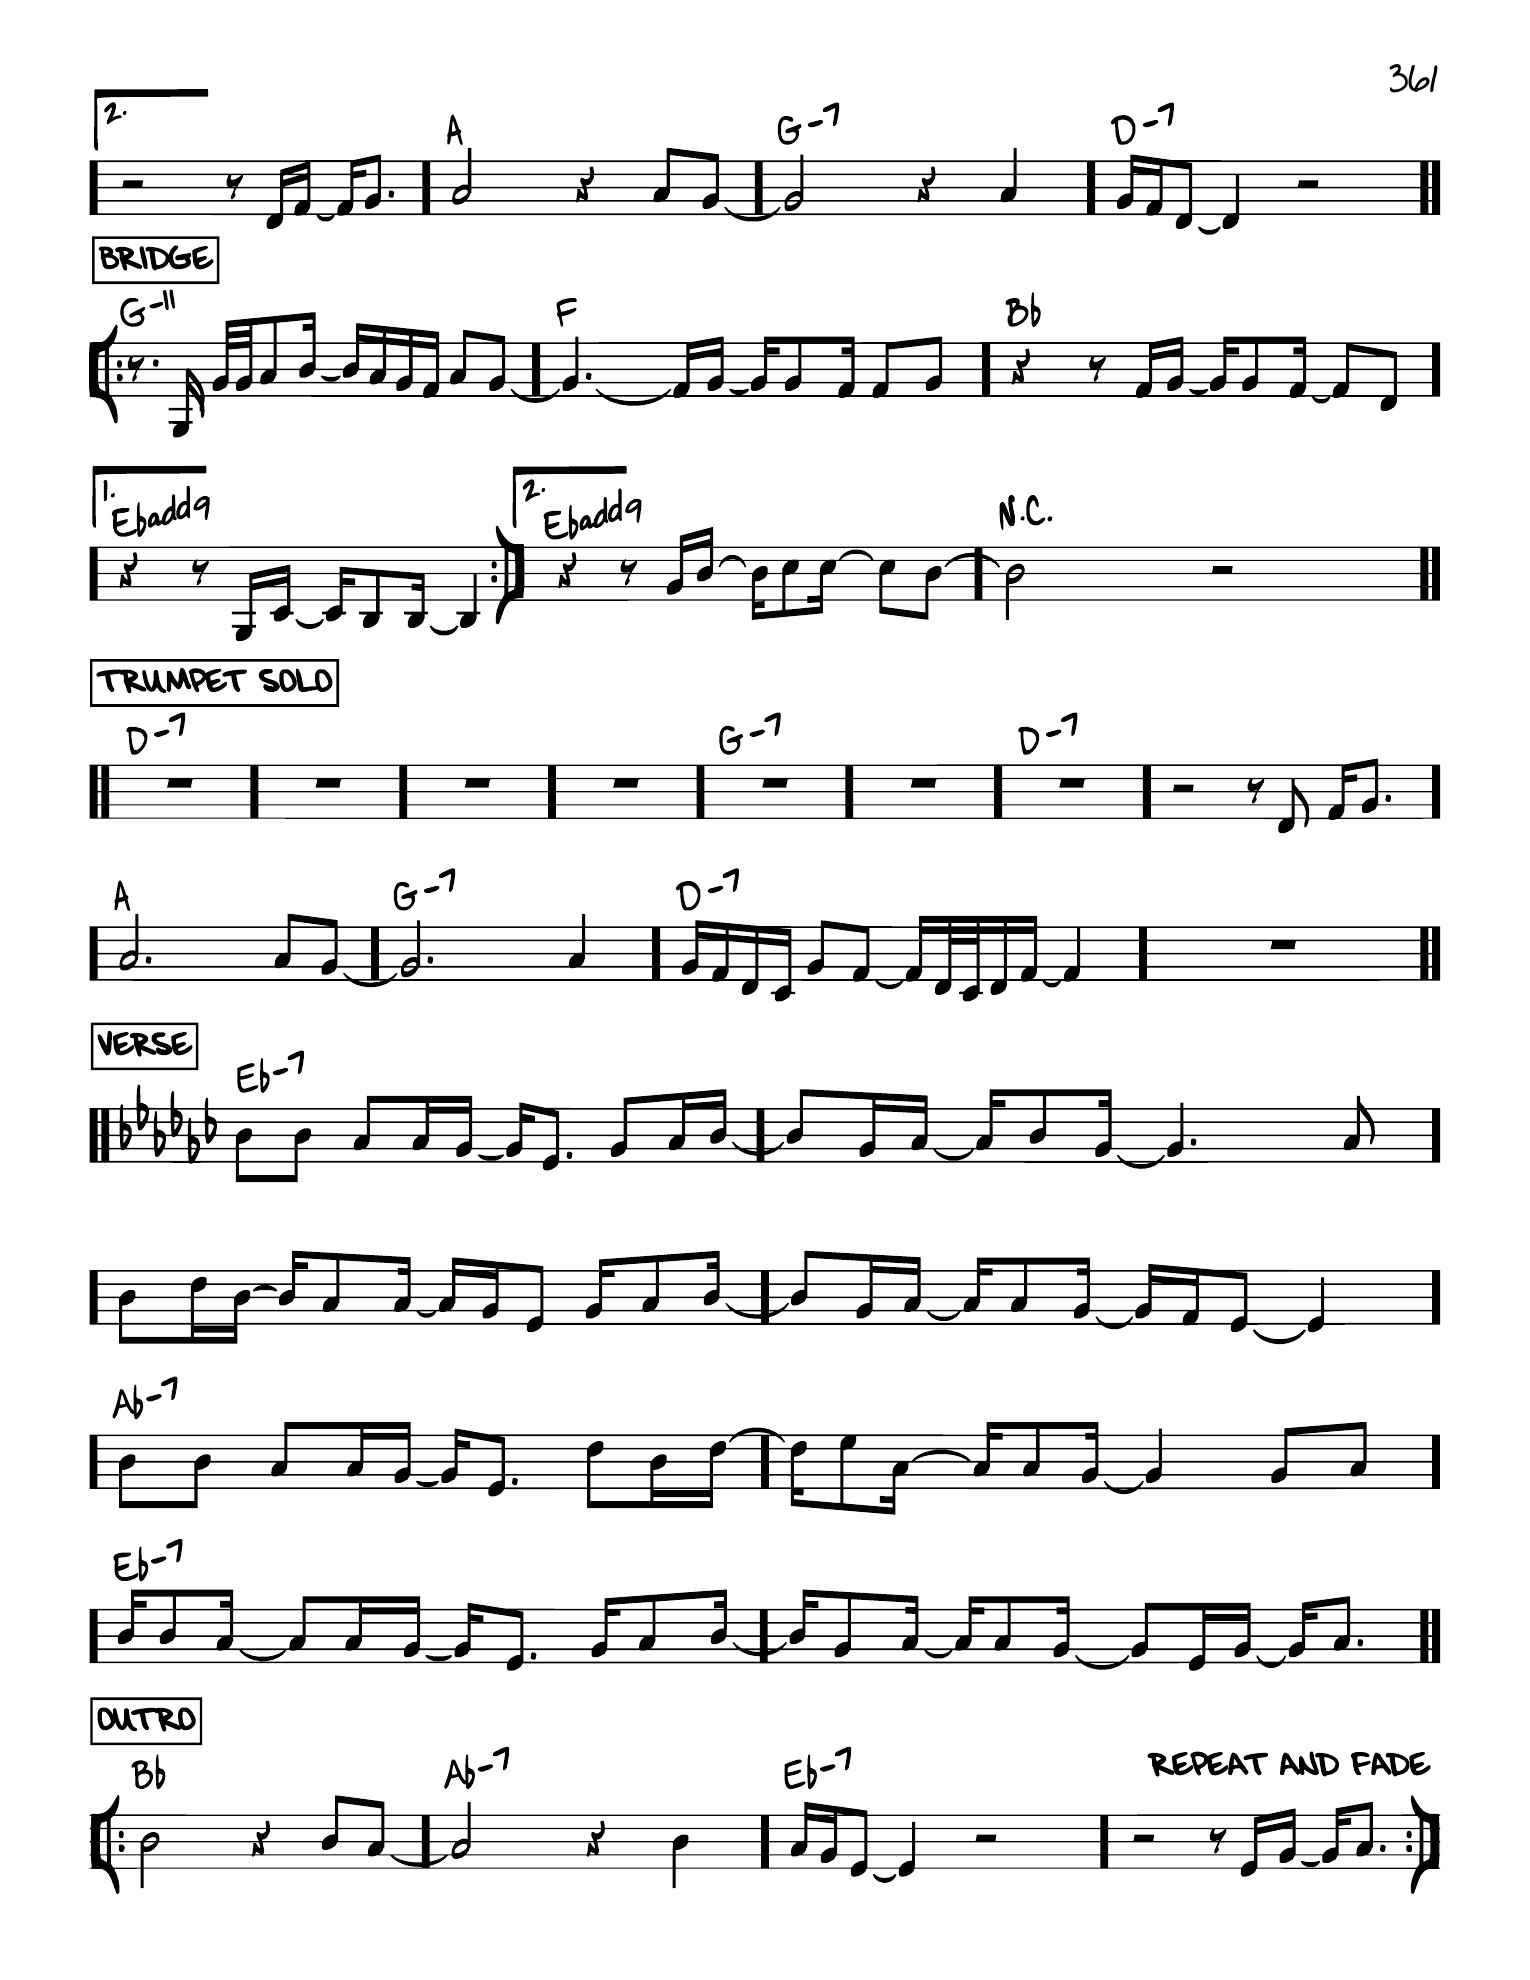 361
2.
A G-7 D-7
BRIDGE
G-11 F Bb
1. 2.
Ebadd9 Ebadd9 N.C.
TRUMPET SOLO
D-7 G-7 D-7
A G-7 D-7
VERSE
Eb-7
Ab-7
Eb-7
OUTRO
Bb Ab-7 Eb-7 REPEAT AND FADE